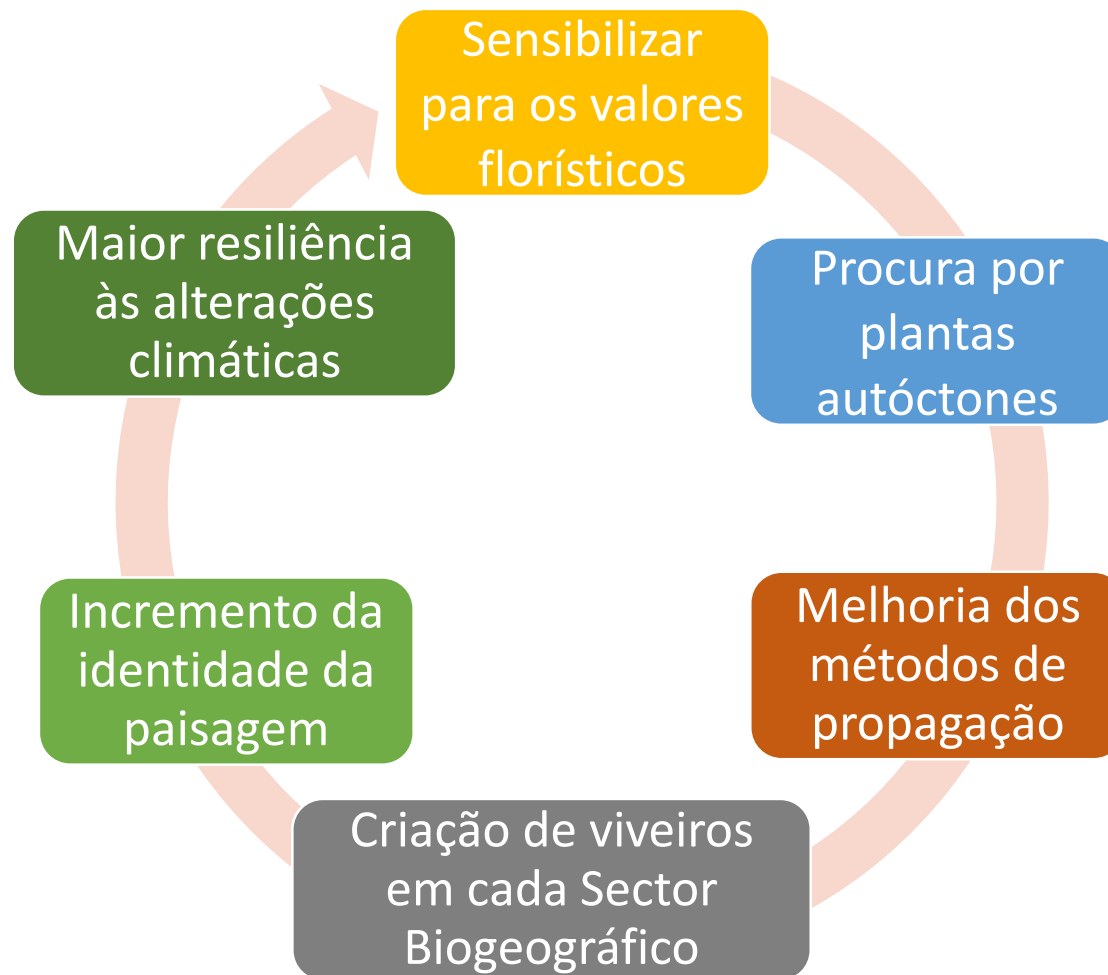 Sensibilizar
para os valores
florísticos
Procura por
plantas
autóctones
Melhoria dos
métodos de
propagação
Criação de viveiros
em cada Sector
Biogeográfico
Incremento da
identidade da
paisagem
Maior resiliência
às alterações
climáticas